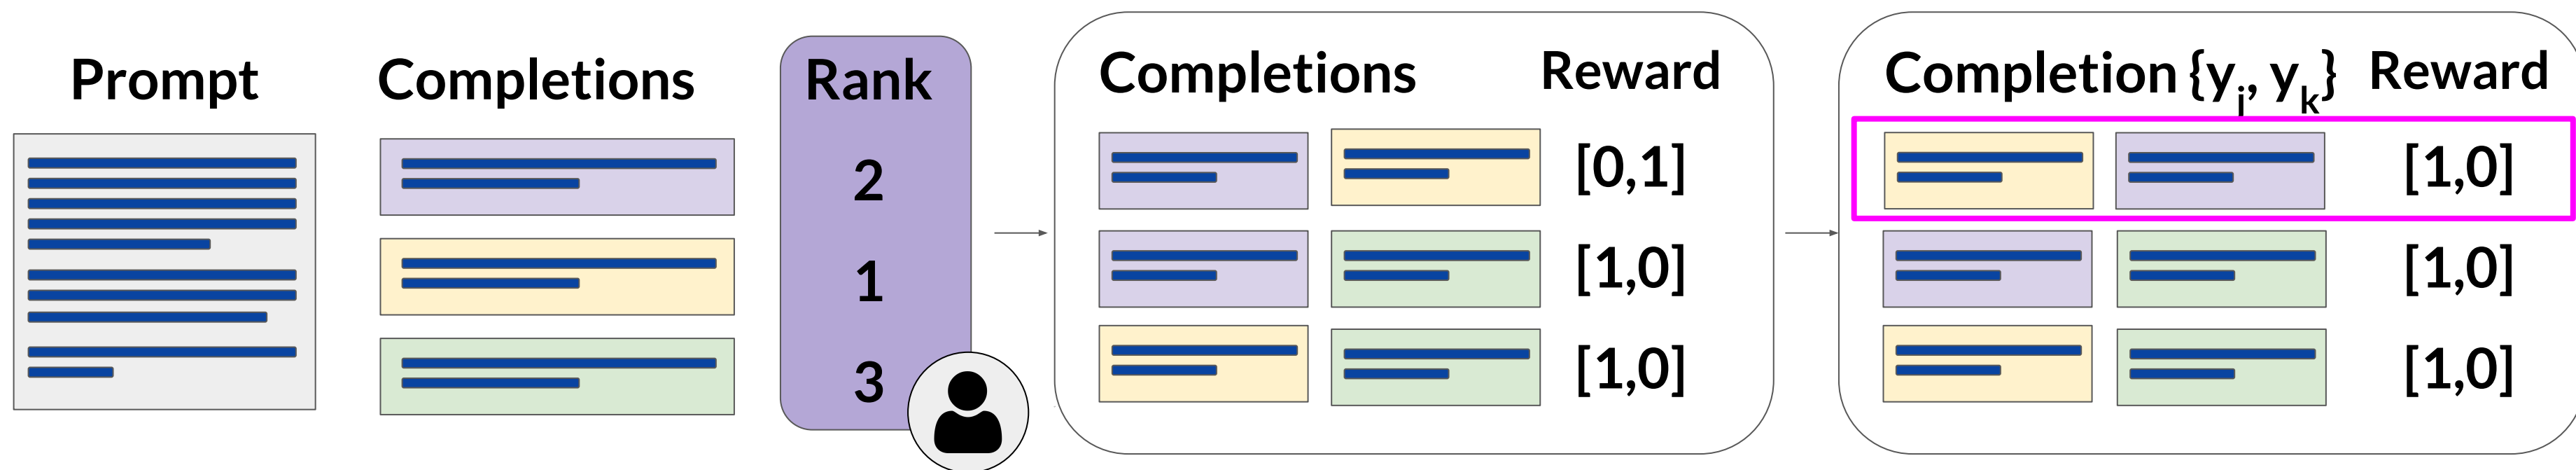 Prompt
Completions
Rank
2
1
3
Completions Reward
[0,1]
[1,0]
[1,0]
Completion {yj, yk} Reward
[1,0]
[1,0]
[1,0]